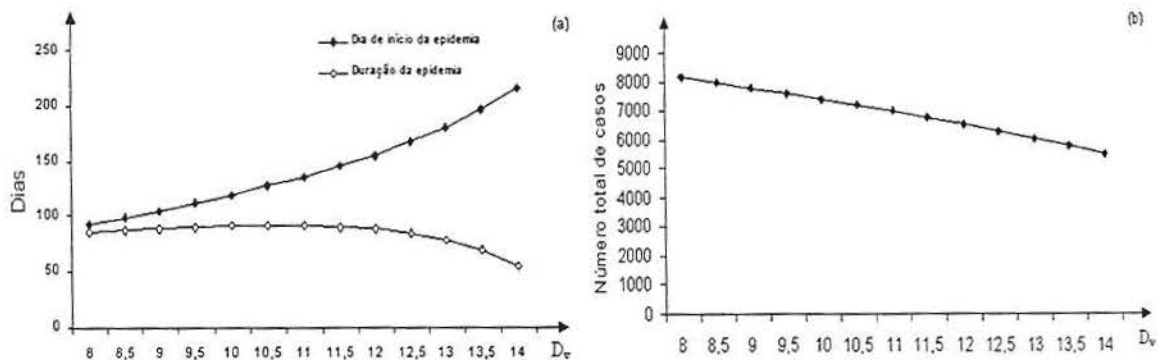 (a)
Dia de início da epidemia
Duração da epidemia
Dias
250
200
150
100
50
0
8 8,5 9 9,5 10 10,5 11 11,5 12 12,5 13 13,5 14 Dv
(b)
Número total de casos
9000
8000
7000
6000
5000
4000
3000
2000
1000
0
8 8,5 9 9,5 10 10,5 11 11,5 12 12,5 13 13,5 14 Dv